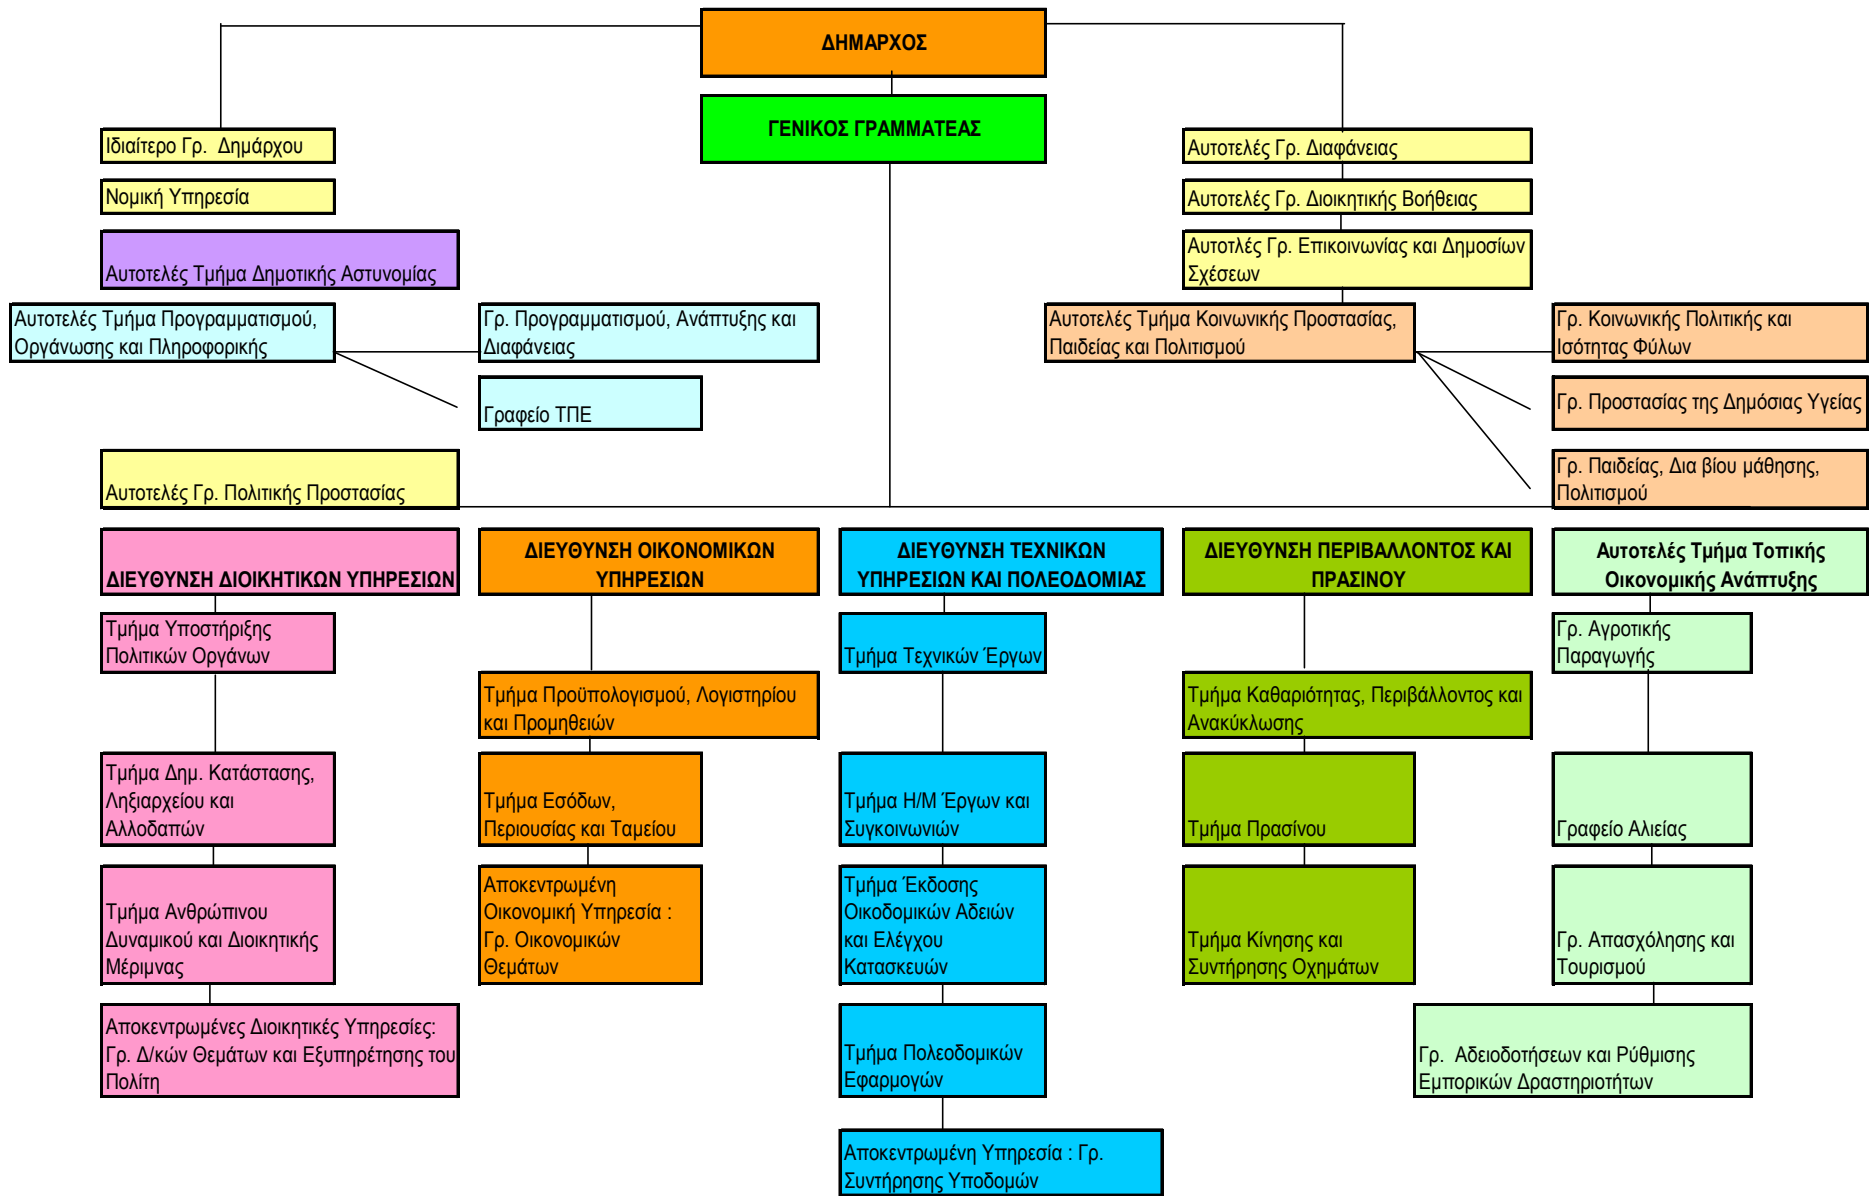 ΔΗΜΑΡΧΟΣ
ΓΕΝΙΚΟΣ ΓΡΑΜΜΑΤΕΑΣ
Ιδιαίτερο Γρ. Δημάρχου
Νομική Υπηρεσία
Αυτοτελές Τμήμα Δημοτικής Αστυνομίας
Αυτοτελές Τμήμα Προγραμματισμού,
Οργάνωσης και Πληροφορικής
Γρ. Προγραμματισμού, Ανάπτυξης και
Διαφάνειας
Γραφείο ΤΠΕ
Αυτοτελές Γρ. Πολιτικής Προστασίας
Αυτοτελές Γρ. Διαφάνειας
Αυτοτελές Γρ. Διοικητικής Βοήθειας
Αυτοτλές Γρ. Επικοινωνίας και Δημοσίων
Σχέσεων
Αυτοτελές Τμήμα Κοινωνικής Προστασίας,
Παιδείας και Πολιτισμού
Γρ. Κοινωνικής Πολιτικής και
Ισότητας Φύλων
Γρ. Προστασίας της Δημόσιας Υγείας
Γρ. Παιδείας, Δια βίου μάθησης,
Πολιτισμού
ΔΙΕΥΘΥΝΣΗ ΔΙΟΙΚΗΤΙΚΩΝ ΥΠΗΡΕΣΙΩΝ
Τμήμα Υποστήριξης
Πολιτικών Οργάνων
Τμήμα Δημ. Κατάστασης,
Ληξιαρχείου και
Αλλοδαπών
Τμήμα Ανθρώπινου
Δυναμικού και Διοικητικής
Μέριμνας
Αποκεντρωμένες Διοικητικές Υπηρεσίες:
Γρ. Δ/κών Θεμάτων και Εξυπηρέτησης του
Πολίτη
ΔΙΕΥΘΥΝΣΗ ΟΙΚΟΝΟΜΙΚΩΝ
ΥΠΗΡΕΣΙΩΝ
Τμήμα Προϋπολογισμού, Λογιστηρίου
και Προμηθειών
Τμήμα Εσόδων,
Περιουσίας και Ταμείου
Αποκεντρωμένη
Οικονομική Υπηρεσία :
Γρ. Οικονομικών
Θεμάτων
ΔΙΕΥΘΥΝΣΗ ΤΕΧΝΙΚΩΝ
ΥΠΗΡΕΣΙΩΝ ΚΑΙ ΠΟΛΕΟΔΟΜΙΑΣ
Τμήμα Τεχνικών Έργων
Τμήμα Η/Μ Έργων και
Συγκοινωνιών
Τμήμα Έκδοσης
Οικοδομικών Αδειών
και Ελέγχου
Κατασκευών
Τμήμα Πολεοδομικών
Εφαρμογών
Αποκεντρωμένη Υπηρεσία : Γρ.
Συντήρησης Υποδομών
ΔΙΕΥΘΥΝΣΗ ΠΕΡΙΒΑΛΛΟΝΤΟΣ ΚΑΙ
ΠΡΑΣΙΝΟΥ
Τμήμα Καθαριότητας, Περιβάλλοντος και
Ανακύκλωσης
Τμήμα Πρασίνου
Τμήμα Κίνησης και
Συντήρησης Οχημάτων
Αυτοτελές Τμήμα Τοπικής
Οικονομικής Ανάπτυξης
Γρ. Αγροτικής
Παραγωγής
Γραφείο Αλιείας
Γρ. Απασχόλησης και
Τουρισμού
Γρ. Αδειοδοτήσεων και Ρύθμισης
Εμπορικών Δραστηριοτήτων